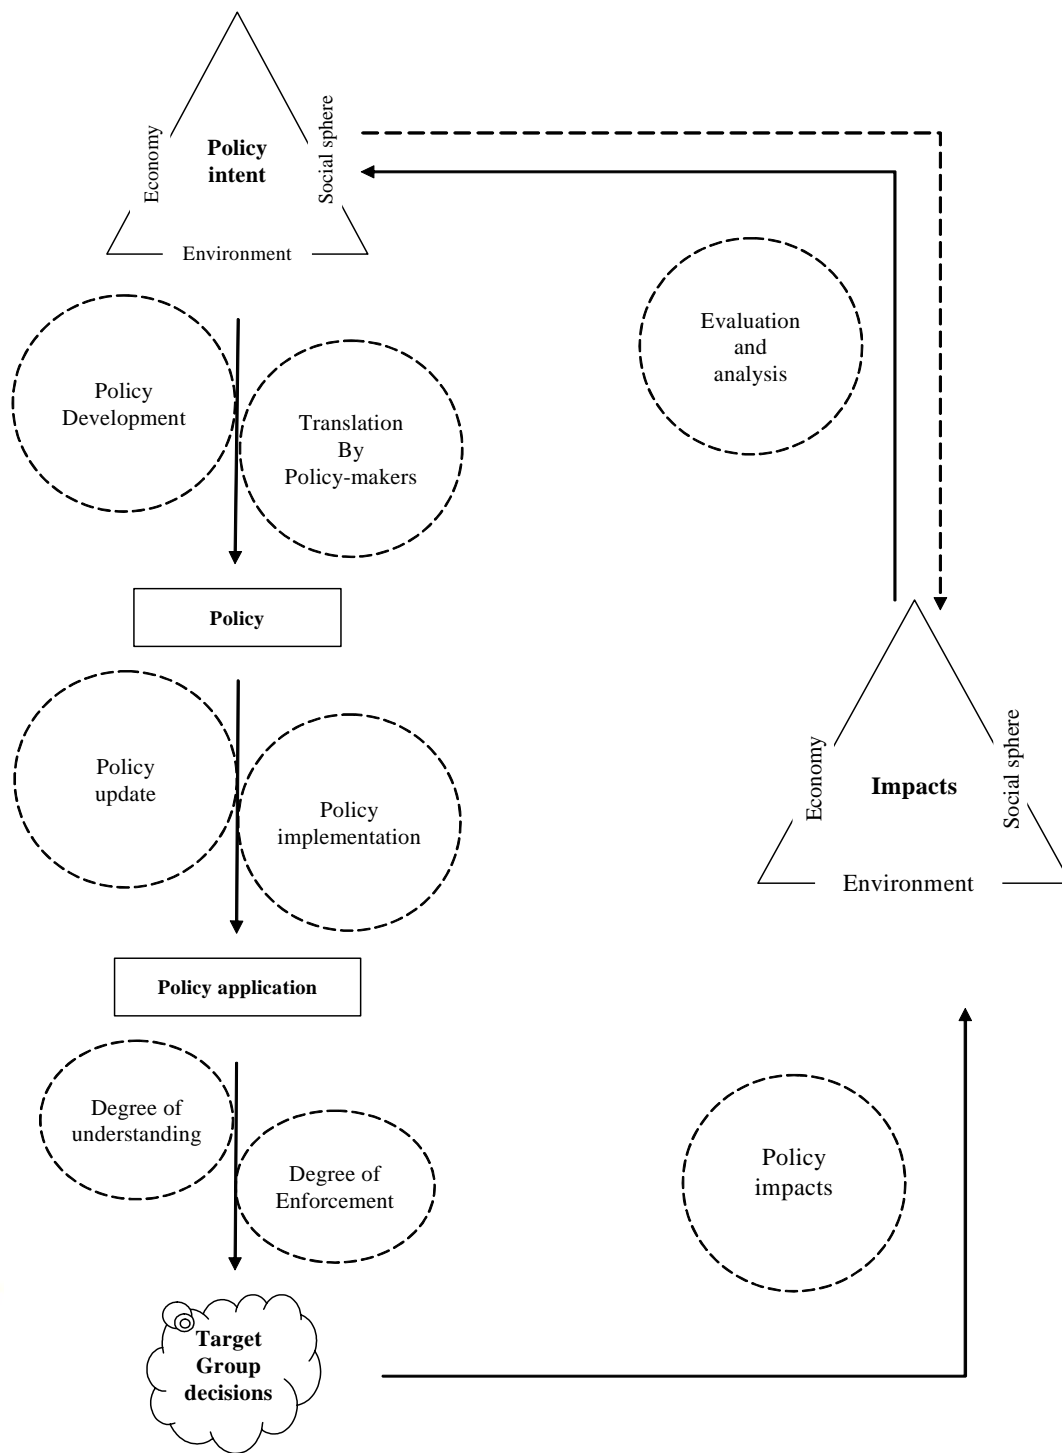 Economy
Policy
intent
Social sphere
Environment
Evaluation
and
analysis
Policy
Development
Translation
By
Policy-makers
Policy
Policy
update
Policy
implementation
Economy
Impacts
Social sphere
Environment
Policy application
Degree of
understanding
Degree of
Enforcement
Policy
impacts
Target
Group
decisions